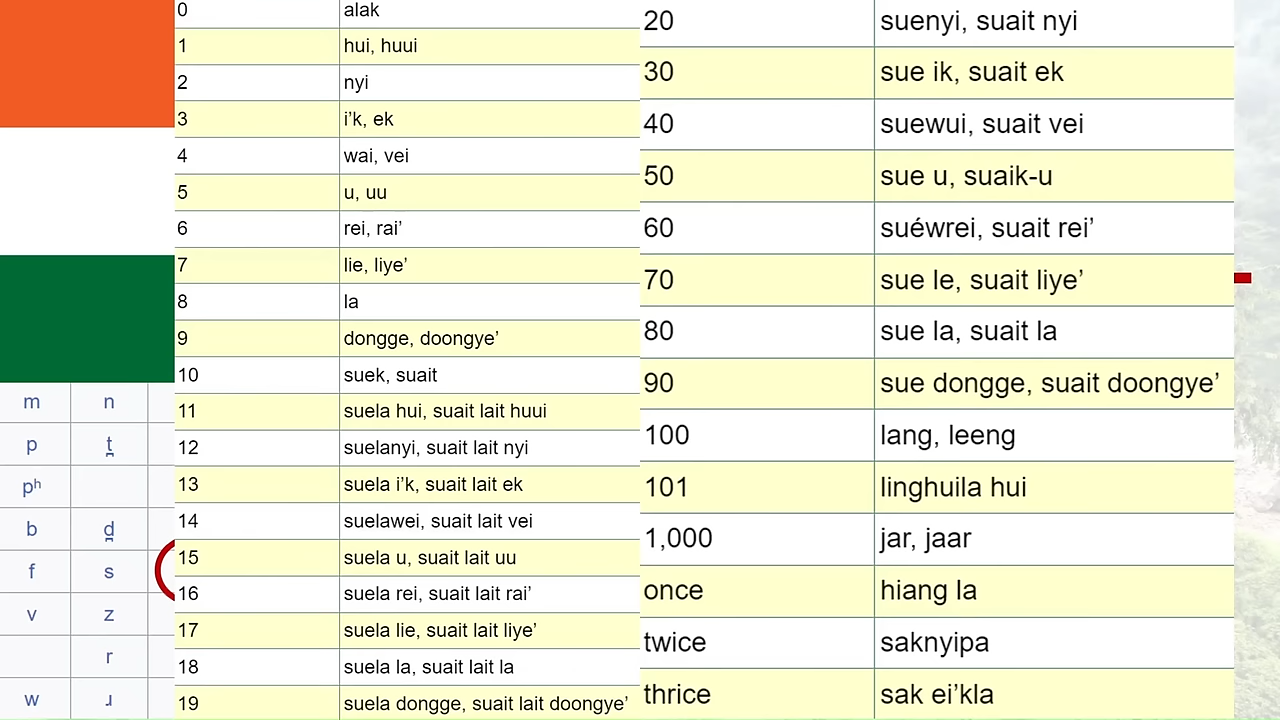 0 alak
1 hui, huui
2 nyi
3 i’k, ek
4 wai, vei
5 u, uu
6 rei, rai’
7 lie, liye’
8 la
9 dongge, doongye’
10 suek, suait
11 suela hui, suait lait huui
12 suelanyi, suait lait nyi
13 suela i’k, suait lait ek
14 suelawei, suait lait vei
15 suela u, suait lait uu
16 suela rei, suait lait rai’
17 suela lie, suait lait liye’
18 suela la, suait lait la
19 suela dongge, suait lait doongye’
20 suenyi, suait nyi
30 sue ik, suait ek
40 suewui, suait vei
50 sue u, suaik-u
60 suéwrei, suait rei’
70 sue le, suait liye’
80 sue la, suait la
90 sue dongge, suait doongye’
100 lang, leeng
101 linghuila hui
1,000 jar, jaar
once hiang la
twice saknyipa
thrice sak ei’kla
m n
p t̪
pʰ
b d̪
f s
v z
r
w ɹ